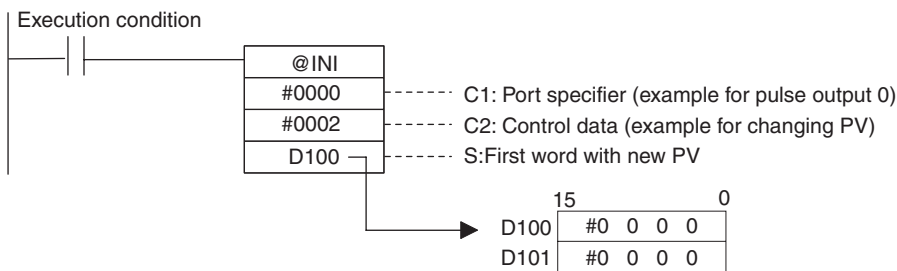 Execution condition
@INI
#0000
C1: Port specifier (example for pulse output 0)
#0002
C2: Control data (example for changing PV)
D100
S:First word with new PV
15 0
D100 #0 0 0 0
D101 #0 0 0 0